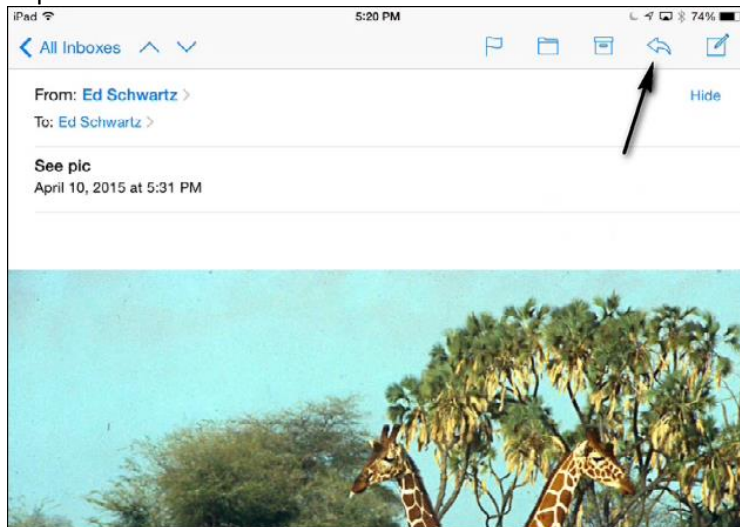 iPad 5:20 PM 74%
All Inboxes
From: Ed Schwartz Hide
To: Ed Schwartz
See pic
April 10, 2015 at 5:31 PM